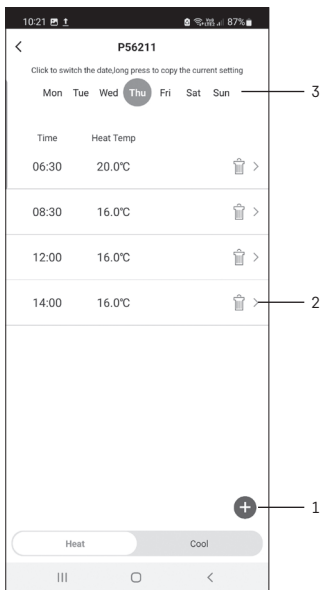 10:21 87%
P56211
Click to switch the date,long press to copy the current setting
Mon Tue Wed Thu Fri Sat Sun
3
Time Heat Temp
06:30 20.0℃
08:30 16.0℃
12:00 16.0℃
14:00 16.0℃
2
1
Heat Cool